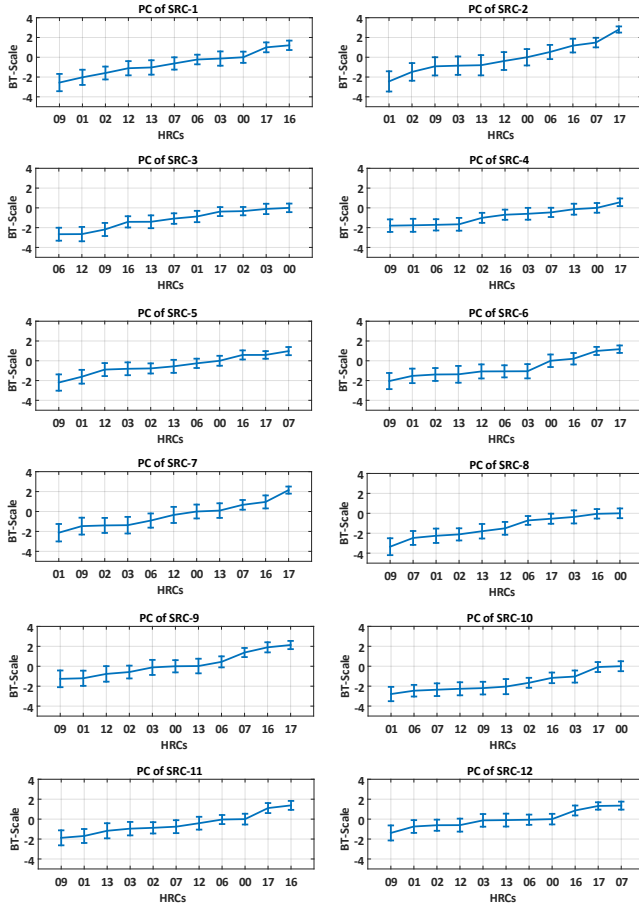 PC of SRC-1
BT-Scale
4
2
0
-2
-4
09 01 02 12 13 07 06 03 00 17 16
HRCs
PC of SRC-2
BT-Scale
4
2
0
-2
-4
01 02 09 03 13 12 00 06 16 07 17
HRCs
PC of SRC-3
BT-Scale
4
2
0
-2
-4
06 12 09 16 13 07 01 17 02 03 00
HRCs
PC of SRC-4
BT-Scale
4
2
0
-2
-4
09 01 03 12 02 16 06 07 13 00 17
HRCs
PC of SRC-5
BT-Scale
4
2
0
-2
-4
09 01 12 03 02 13 06 00 16 17 07
HRCs
PC of SRC-6
BT-Scale
4
2
0
-2
-4
09 01 02 03 12 06 13 00 16 07 17
HRCs
PC of SRC-7
BT-Scale
4
2
0
-2
-4
01 09 02 03 06 12 00 13 07 16 17
HRCs
PC of SRC-8
BT-Scale
4
2
0
-2
-4
09 07 01 02 13 12 06 17 03 16 00
HRCs
PC of SRC-9
BT-Scale
4
2
0
-2
-4
09 01 12 02 03 00 13 06 07 16 17
HRCs
PC of SRC-10
BT-Scale
4
2
0
-2
-4
09 01 07 12 06 13 02 16 03 17 00
HRCs
PC of SRC-11
BT-Scale
4
2
0
-2
-4
09 01 13 03 02 07 12 06 00 17 16
HRCs
PC of SRC-12
BT-Scale
4
2
0
-2
-4
09 01 02 12 03 13 06 00 16 17 07
HRCs